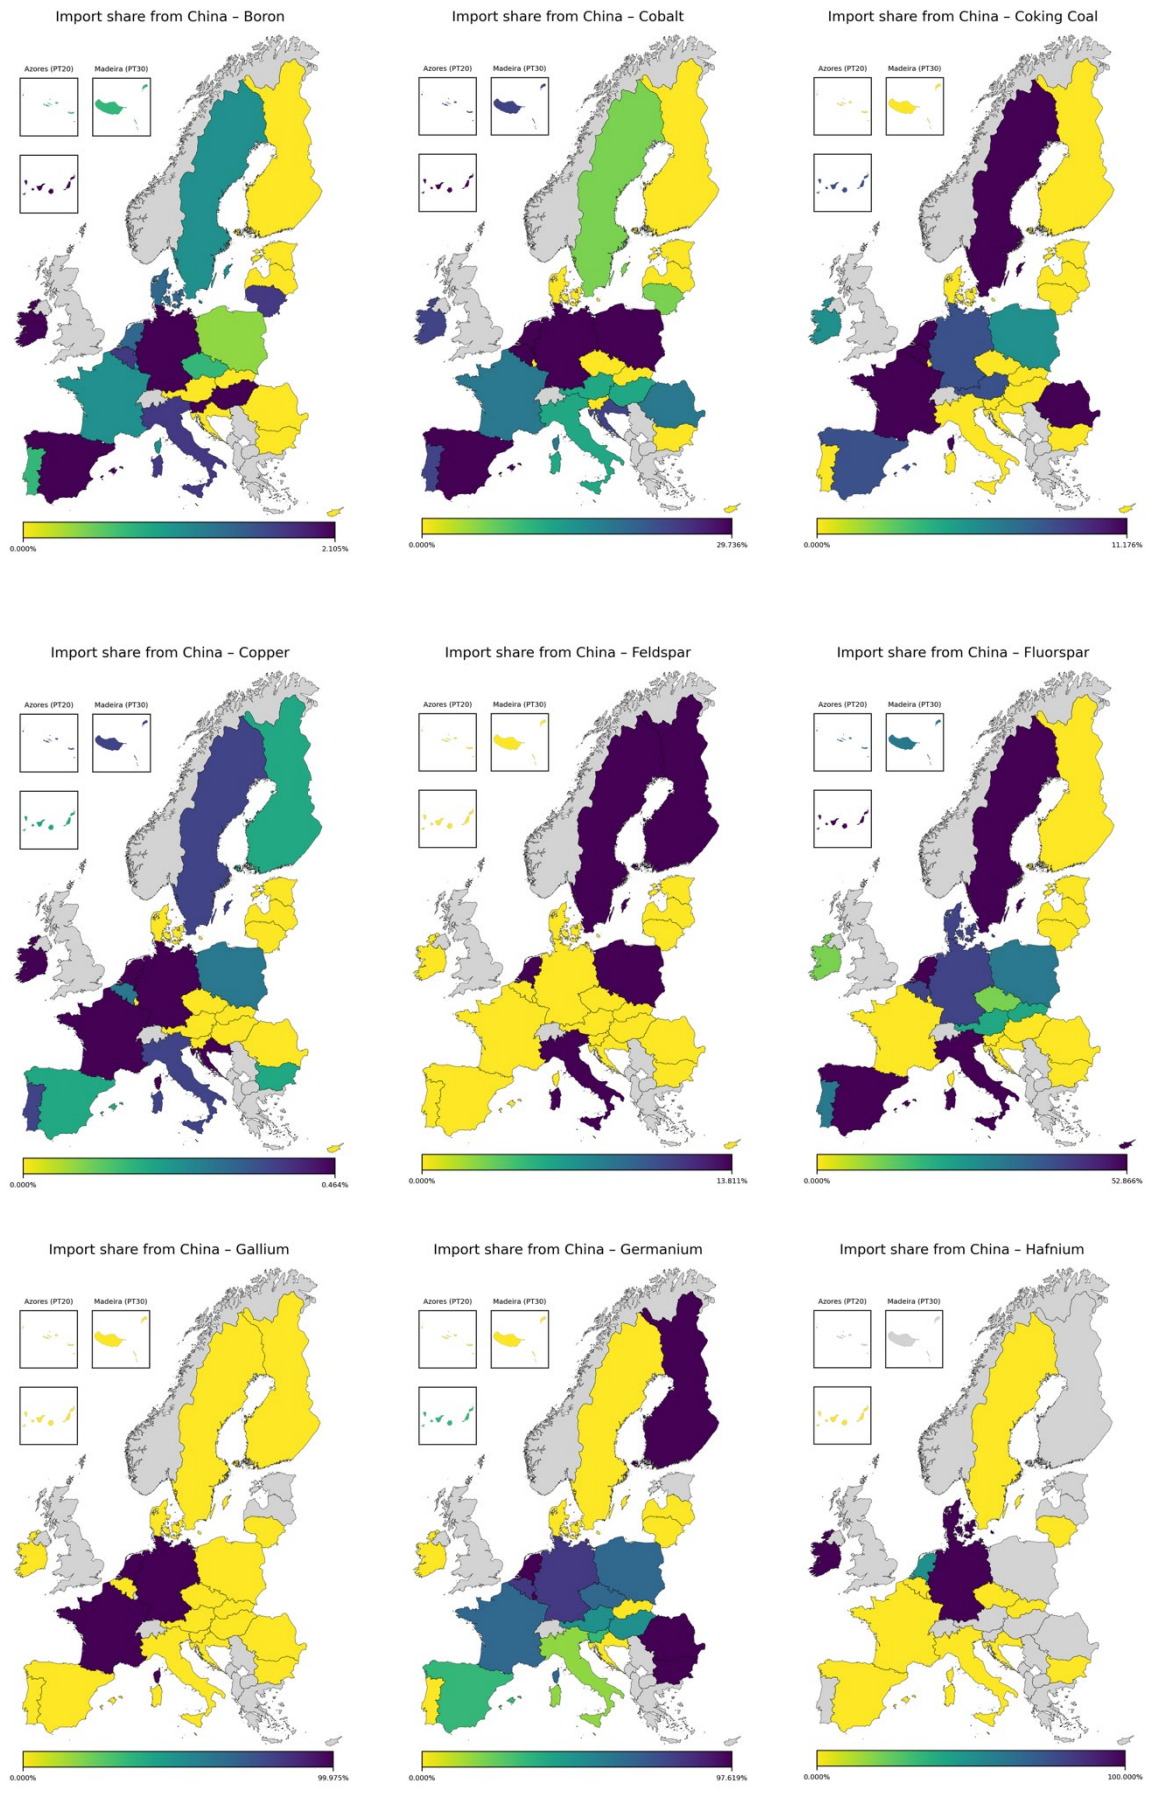 Import share from China – Boron
Azores (PT20)
Madeira (PT30)
0.000%
2.105%
Import share from China – Cobalt
Azores (PT20)
Madeira (PT30)
0.000%
29.736%
Import share from China – Coking Coal
Azores (PT20)
Madeira (PT30)
0.000%
11.176%
Import share from China – Copper
Azores (PT20)
Madeira (PT30)
0.000%
0.464%
Import share from China – Feldspar
Azores (PT20)
Madeira (PT30)
0.000%
13.811%
Import share from China – Fluorspar
Azores (PT20)
Madeira (PT30)
0.000%
52.866%
Import share from China – Gallium
Azores (PT20)
Madeira (PT30)
0.000%
99.975%
Import share from China – Germanium
Azores (PT20)
Madeira (PT30)
0.000%
97.619%
Import share from China – Hafnium
Azores (PT20)
Madeira (PT30)
0.000%
100.000%